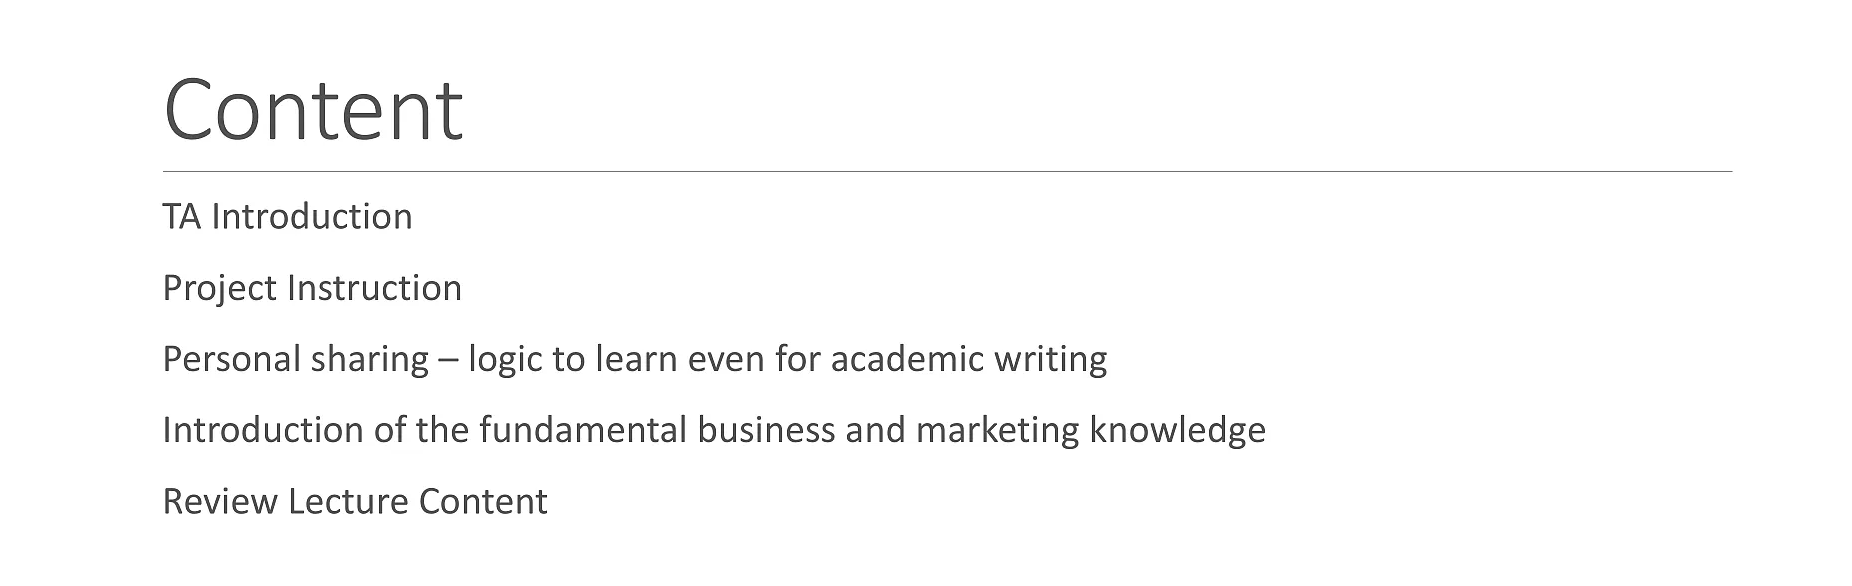 Content
TA Introduction
Project Instruction
Personal sharing – logic to learn even for academic writing
Introduction of the fundamental business and marketing knowledge
Review Lecture Content